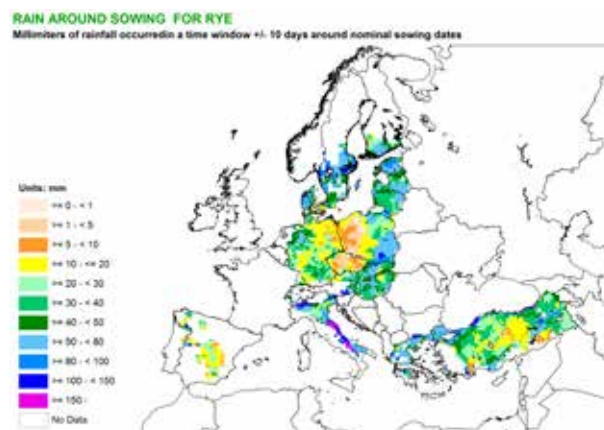 RAIN AROUND SOWING FOR RYE
Millimeters of rainfall occurredin a time window +/- 10 days around nominal sowing dates
Units: mm
>= 0 - < 1
>= 1 - < 5
>= 5 - < 10
>= 10 - <= 20
>= 20 - < 30
>= 30 - < 40
>= 40 - < 50
>= 50 - < 80
>= 80 - < 100
>= 100 - < 150
>= 150 -
No Data